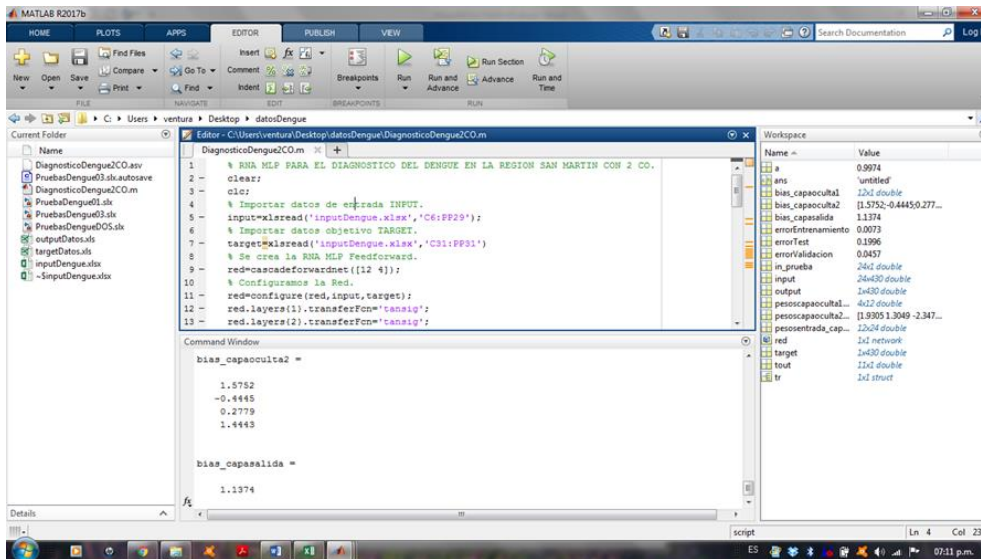 MATLAB R2017b
HOME PLOTS APPS EDITOR PUBLISH VIEW
Search Documentation
Log
New
Open
Save
Find Files
Compare
Print
Go To
Find
Insert
fx
Comment
Indent
Breakpoints
Run
Run and Advance
Run Section
Advance
Run and Time
FILE NAVIGATE EDIT BREAKPOINTS RUN
C: Users ventura Desktop datosDengue
Current Folder
Name
DiagnosticoDengue2CO.asv
PruebasDengue03.slx.autosave
DiagnosticoDengue2CO.m
PruebaDengue01.slx
PruebasDengue03.slx
PruebasDengueDOS.slx
outputDatos.xls
targetDatos.xls
inputDengue.xlsx
~$inputDengue.xlsx
Details
Editor - C:\Users\ventura\Desktop\datosDengue\DiagnosticoDengue2CO.m
DiagnosticoDengue2CO.m
1 % RNA MLP PARA EL DIAGNOSTICO DEL DENGUE EN LA REGION SAN MARTIN CON 2 CO.
2 - clear;
3 - clc;
4 % Importar datos de entrada INPUT.
5 - input=xlsread('inputDengue.xlsx','C6:PP29');
6 % Importar datos objetivo TARGET.
7 - target=xlsread('inputDengue.xlsx','C31:PP31')
8 % Se crea la RNA MLP Feedforward.
9 - red=cascadeforwardnet([12 4]);
10 % Configuramos la Red.
11 - red=configure(red,input,target);
12 - red.layers{1}.transferFcn='tansig';
13 - red.layers{2}.transferFcn='tansig';
Command Window
bias_capaoculta2 =
1.5752
-0.4445
0.2779
1.4443
bias_capasalida =
1.1374
fx
Workspace
Name Value
a 0.9974
ans 'untitled'
bias_capaoculta1 12x1 double
bias_capaoculta2 [1.5752;-0.4445;0.277...
bias_capasalida 1.1374
errorEntrenamiento 0.0073
errorTest 0.1996
errorValidacion 0.0457
in_prueba 24x1 double
input 24x430 double
output 1x430 double
pesoscapaocultal... 4x12 double
pesoscapaoculta2... [1.9305 1.3049 -2.347...
pesosentrada_cap... 12x24 double
red 1x1 network
target 1x430 double
tout 11x1 double
tr 1x1 struct
script
Ln 4 Col 23
ES
07:11 p.m.